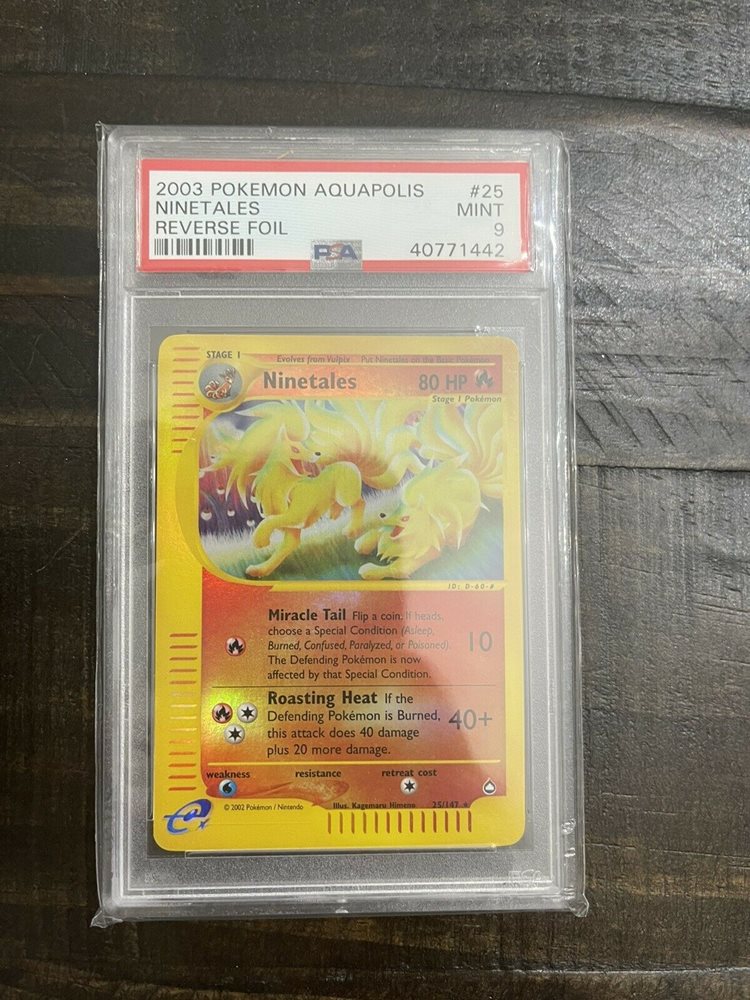 2003 POKEMON AQUAPOLIS #25
NINETALES MINT
REVERSE FOIL 9
PSA 40771442
STAGE 1 Evolves from Vulpix Put Ninetales on the Basic Pokémon
Ninetales 80 HP
Stage 1 Pokémon
ID: D-60-#
Miracle Tail Flip a coin. If heads,
choose a Special Condition (Asleep,
Burned, Confused, Paralyzed, or Poisoned).
The Defending Pokémon is now
affected by that Special Condition.
10
Roasting Heat If the
Defending Pokémon is Burned,
this attack does 40 damage
plus 20 more damage.
40+
weakness resistance retreat cost
© 2002 Pokémon / Nintendo Illus. Kagemaru Himeno 25/147 ★
e